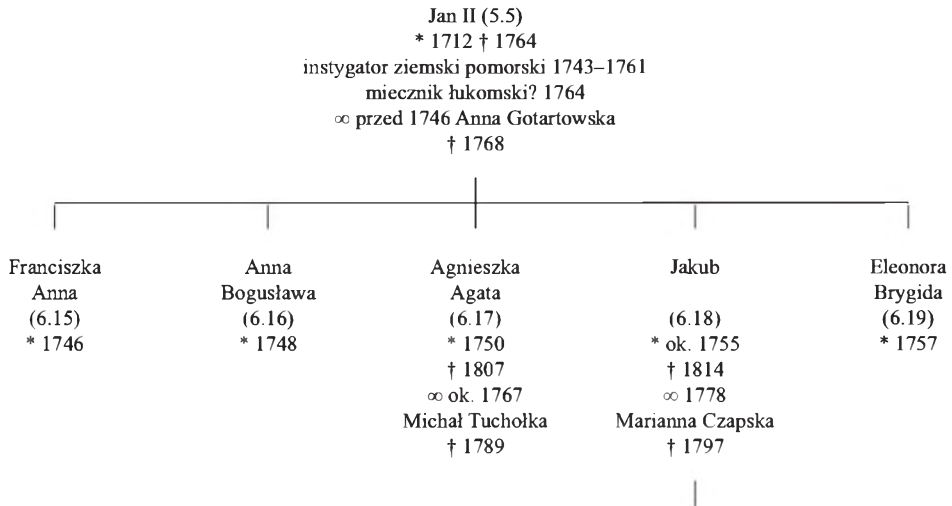 Jan II (5.5)
* 1712 † 1764
instygator ziemski pomorski 1743–1761
miecznik łukomski? 1764
∞ przed 1746 Anna Gotartowska
† 1768
Franciszka
Anna
(6.15)
* 1746
Anna
Bogusława
(6.16)
* 1748
Agnieszka
Agata
(6.17)
* 1750
† 1807
∞ ok. 1767
Michał Tuchołka
† 1789
Jakub
(6.18)
* ok. 1755
† 1814
∞ 1778
Marianna Czapska
† 1797
Eleonora
Brygida
(6.19)
* 1757